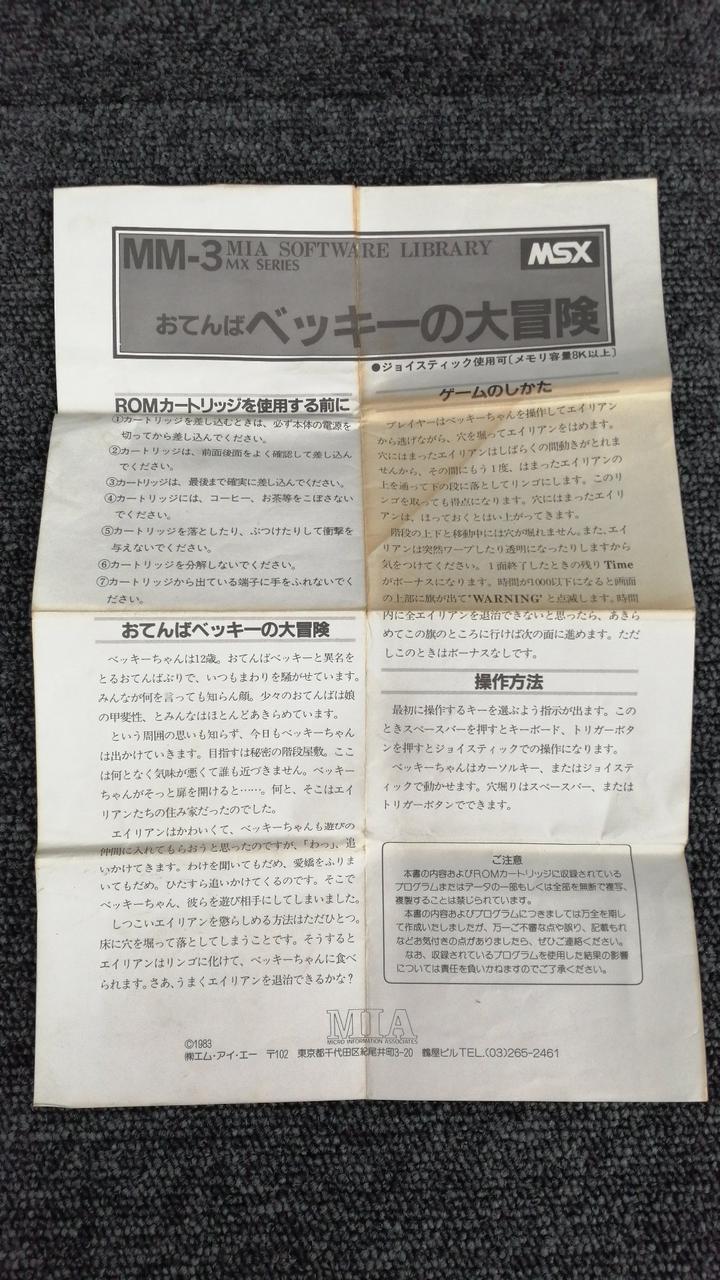 MM-3 MIA SOFTWARE LIBRARY
MX SERIES
MSX
おてんばベッキーの大冒険
●ジョイスティック使用可〔メモリ容量8K以上〕
ROMカートリッジを使用する前に
①カートリッジを差し込むときは、必ず本体の電源を
切ってから差し込んでください。
②カートリッジは、前面後面をよく確認して差し込ん
でください。
③カートリッジは、最後まで確実に差し込んでください。
④カートリッジには、コーヒー、お茶等をこぼさない
でください。
⑤カートリッジを落としたり、ぶつけたりして衝撃を
与えないでください。
⑥カートリッジを分解しないでください。
⑦カートリッジから出ている端子に手をふれないでく
ださい。
おてんばベッキーの大冒険
ベッキーちゃんは12歳。おてんばベッキーと異名を
とるおてんばぶりで、いつもまわりを騒がせています。
みんなが何を言っても知らん顔。少々のおてんばは娘
の甲斐性、とみんなはほとんどあきらめています。
という周囲の思いも知らず、今日もベッキーちゃん
は出かけていきます。目指すは秘密の階段屋敷。ここ
は何となく気味が悪くて誰も近づきません。ベッキー
ちゃんがそっと扉を開けると……。何と、そこはエイ
リアンたちの住み家だったのでした。
エイリアンはかわいくて、ベッキーちゃんも遊びの
仲間に入れてもらおうと思ったのですが、「わっ」、追
いかけてきます。わけを聞いてもだめ、愛嬌をふりま
いてもだめ。ひたすら追いかけてくるのです。そこで
ベッキーちゃん、彼らを遊び相手にしてしまいました。
しつこいエイリアンを懲らしめる方法はただひとつ。
床に穴を掘って落としてしまうことです。そうすると
エイリアンはリンゴに化けて、ベッキーちゃんに食べ
られます。さあ、うまくエイリアンを退治できるかな?
ゲームのしかた
プレイヤーはベッキーちゃんを操作してエイリアン
から逃げながら、穴を掘ってエイリアンをはめます。
穴にはまったエイリアンはしばらくの間動きがとれま
せんから、その間にもう1度、はまったエイリアンの
上を通って下の段に落としてリンゴにします。このリ
ンゴを取っても得点になります。穴にはまったエイリ
アンは、ほっておくとはい上がってきます。
階段の上下と移動中には穴が掘れません。また、エイ
リアンは突然ワープしたり透明になったりしますから
気をつけてください。1面終了したときの残りTime
がボーナスになります。時間が1000以下になると画面
の上部に旗が出て'WARNING'と点滅します。時間
内に全エイリアンを退治できないと思ったら、あきら
めてこの旗のところに行けば次の面に進めます。ただ
しこのときはボーナスなしです。
操作方法
最初に操作するキーを選ぶよう指示が出ます。この
ときスペースバーを押すとキーボード、トリガーボタ
ンを押すとジョイスティックでの操作になります。
ベッキーちゃんはカーソルキー、またはジョイステ
ィックで動かせます。穴掘りはスペースバー、または
トリガーボタンでできます。
ご注意
本書の内容およびROMカートリッジに収録されている
プログラムまたはデータの一部もしくは全部を無断で複写、
複製することは禁じられています。
本書の内容およびプログラムにつきましては万全を期し
て作成いたしましたが、万一ご不審な点や誤り、記載もれ
などお気付きの点がありましたら、ぜひご連絡ください。
なお、収録されているプログラムを使用した結果の影響
については責任を負いかねますのでご了承ください。
MIA
MICRO INFORMATION ASSOCIATES
©1983
㈱エム・アイ・エー 〒102 東京都千代田区紀尾井町3-20 鶴屋ビルTEL.(03)265-2461